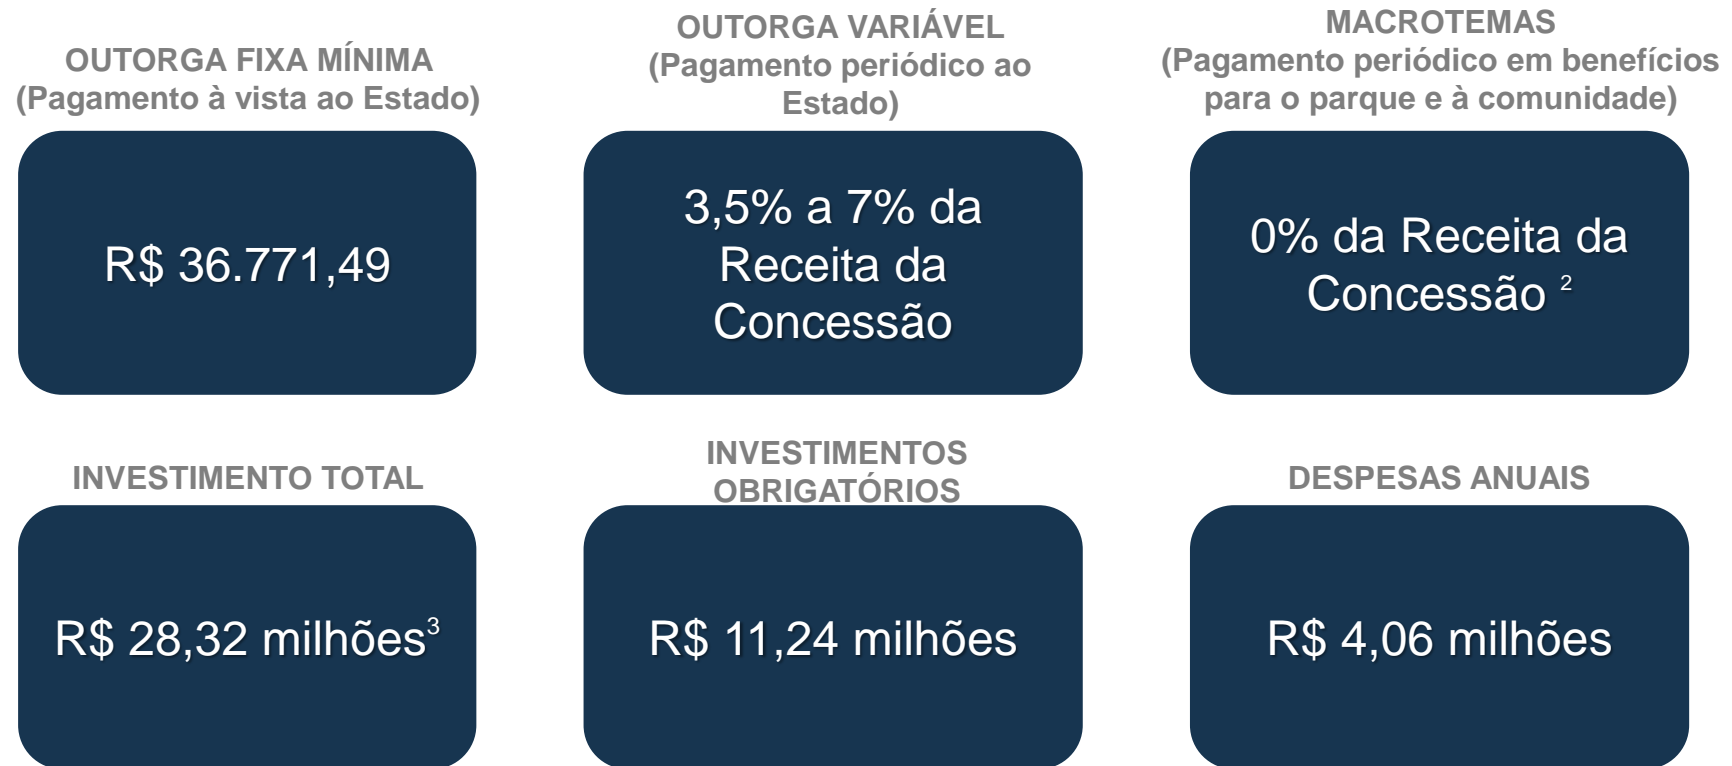 OUTORGA FIXA MÍNIMA
(Pagamento à vista ao Estado)
R$ 36.771,49
OUTORGA VARIÁVEL
(Pagamento periódico ao
Estado)
3,5% a 7% da
Receita da
Concessão
MACROTEMAS
(Pagamento periódico em benefícios
para o parque e à comunidade)
0% da Receita da
Concessão ²
INVESTIMENTO TOTAL
R$ 28,32 milhões³
INVESTIMENTOS
OBRIGATÓRIOS
R$ 11,24 milhões
DESPESAS ANUAIS
R$ 4,06 milhões